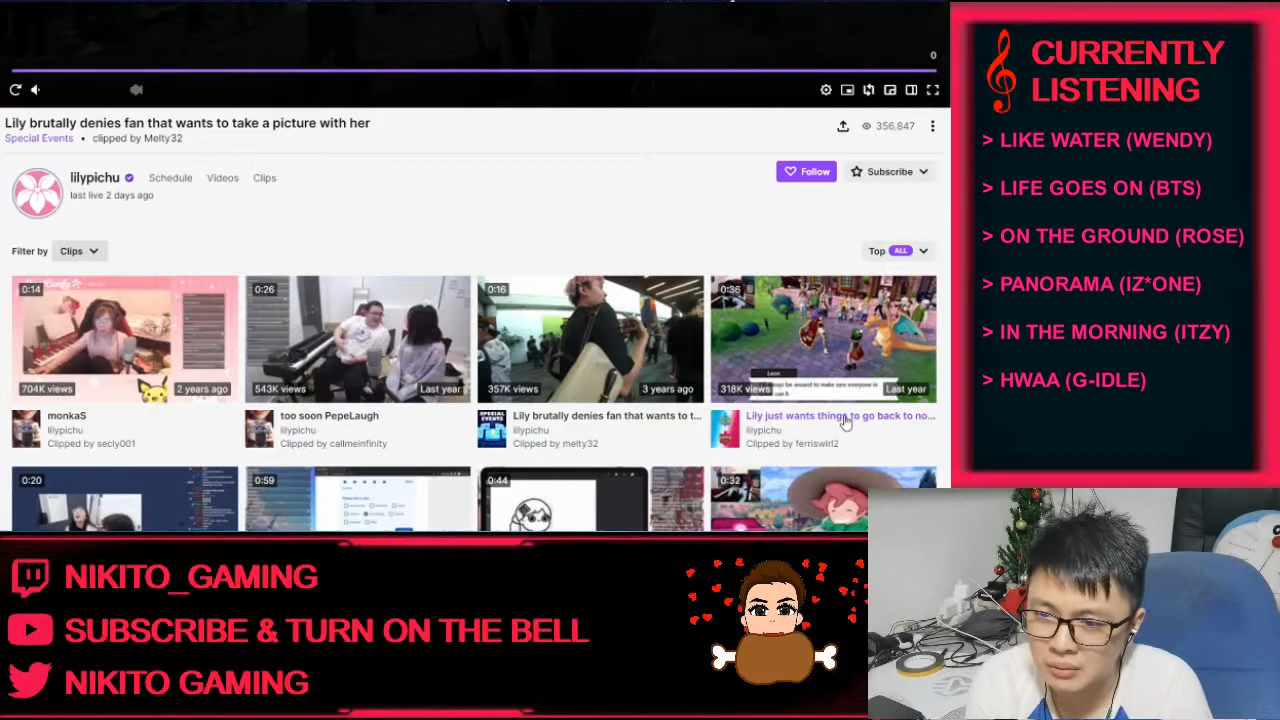 0
Lily brutally denies fan that wants to take a picture with her
356,847
Special Events • clipped by Melty32
lilypichu
Schedule
Videos
Clips
last live 2 days ago
Follow
Subscribe
Filter by
Clips
Top ALL
0:14
704K views
2 years ago
monkaS
lilypichu
Clipped by secly001
0:26
543K views
Last year
too soon PepeLaugh
lilypichu
Clipped by callmeinfinity
0:16
357K views
3 years ago
SPECIAL EVENTS
Lily brutally denies fan that wants to t...
lilypichu
Clipped by melty32
0:36
Leon
318K views
Last year
Lily just wants things to go back to no...
lilypichu
Clipped by ferriswirl2
0:20
0:59
0:44
0:32
CURRENTLY
LISTENING
> LIKE WATER (WENDY)
> LIFE GOES ON (BTS)
> ON THE GROUND (ROSE)
> PANORAMA (IZ*ONE)
> IN THE MORNING (ITZY)
> HWAA (G-IDLE)
NIKITO_GAMING
SUBSCRIBE & TURN ON THE BELL
NIKITO GAMING